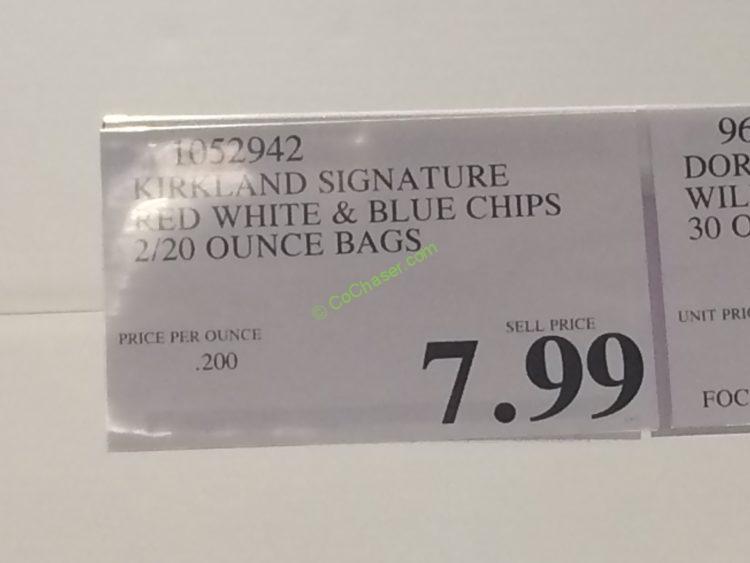 1052942
KIRKLAND SIGNATURE
RED WHITE & BLUE CHIPS
2/20 OUNCE BAGS
© CoChaser.com
PRICE PER OUNCE
.200
SELL PRICE
7.99
96
DOR
WIL
30 O
UNIT PRI
FOC